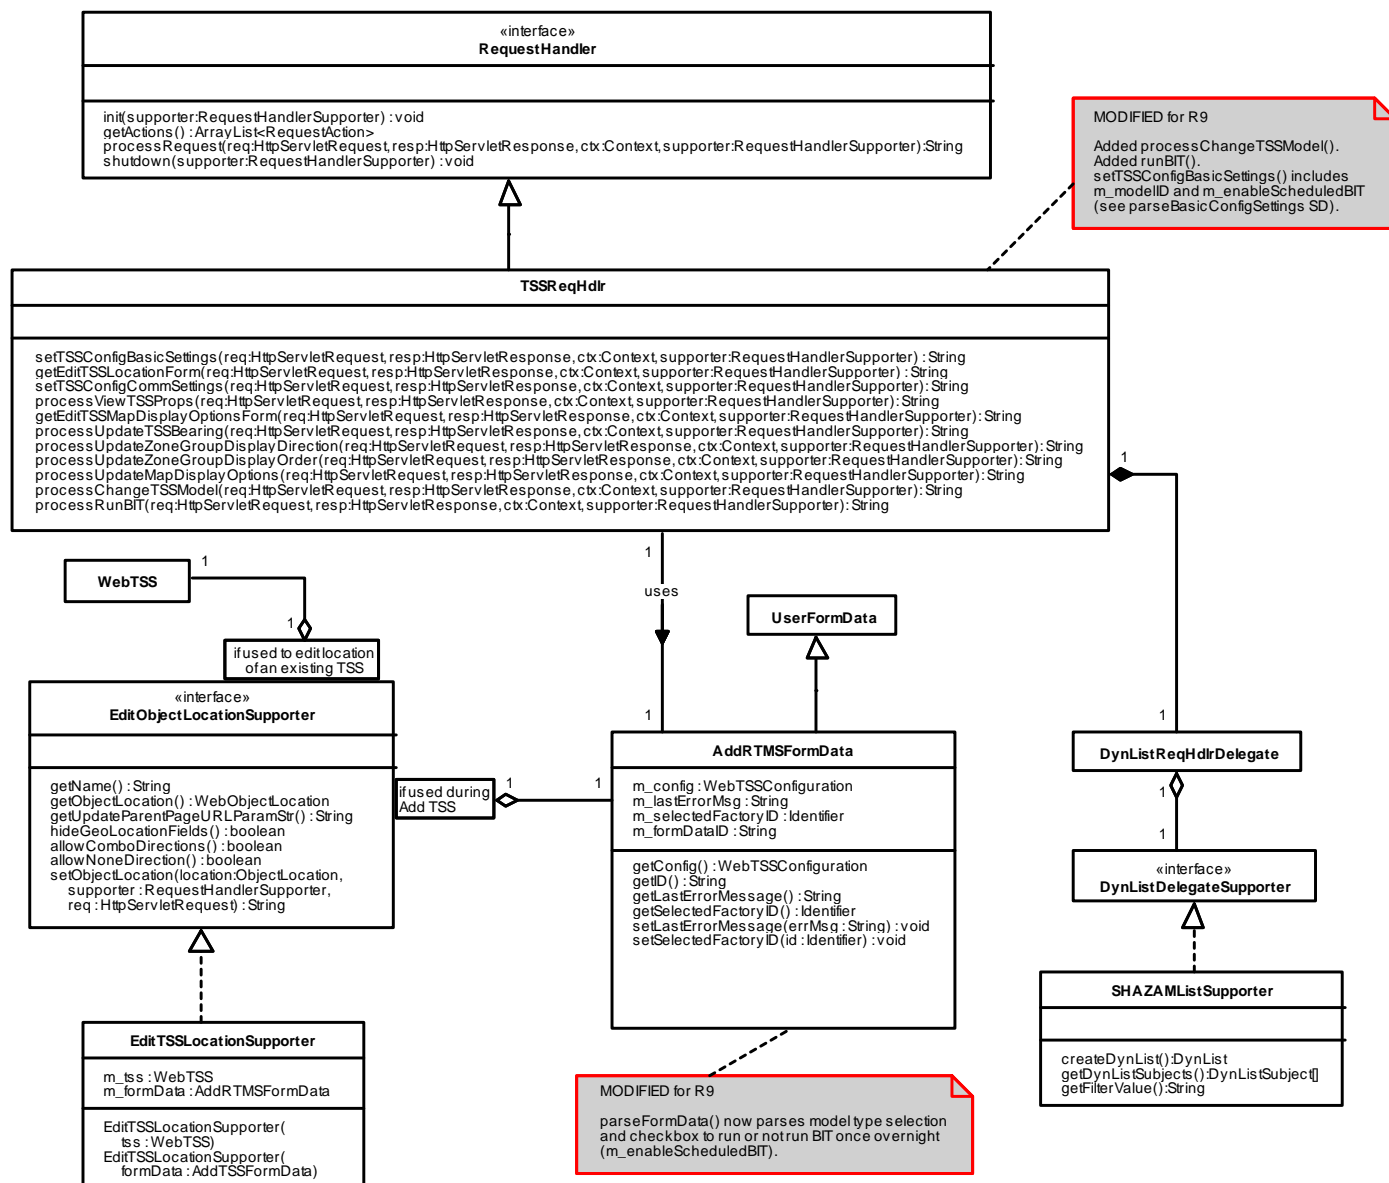 «interface»
RequestHandler
init(supporter:RequestHandlerSupporter) : void
getActions() : ArrayList<RequestAction>
processRequest(req:HttpServletRequest, resp:HttpServletResponse, ctx:Context, supporter:RequestHandlerSupporter):String
shutdown(supporter:RequestHandlerSupporter) : void
MODIFIED for R9
Added processChangeTSSModel().
Added runBIT().
setTSSConfigBasicSettings() includes
m_modelID and m_enableScheduledBIT
(see parseBasicConfigSettings SD).
TSSReqHdlr
setTSSConfigBasicSettings(req:HttpServletRequest, resp:HttpServletResponse, ctx:Context, supporter:RequestHandlerSupporter) : String
getEditTSSLocationForm(req:HttpServletRequest, resp:HttpServletResponse, ctx:Context, supporter:RequestHandlerSupporter) : String
setTSSConfigCommSettings(req:HttpServletRequest, resp:HttpServletResponse, ctx:Context, supporter:RequestHandlerSupporter): String
processViewTSSProps(req:HttpServletRequest, resp:HttpServletResponse, ctx:Context, supporter:RequestHandlerSupporter): String
getEditTSSMapDisplayOptionsForm(req:HttpServletRequest, resp:HttpServletResponse, ctx:Context, supporter:RequestHandlerSupporter): String
processUpdateTSSBearing(req:HttpServletRequest, resp:HttpServletResponse, ctx:Context, supporter:RequestHandlerSupporter): String
processUpdateZoneGroupDisplayDirection(req:HttpServletRequest, resp:HttpServletResponse, ctx:Context, supporter:RequestHandlerSupporter): String
processUpdateZoneGroupDisplayOrder(req:HttpServletRequest, resp:HttpServletResponse, ctx:Context, supporter:RequestHandlerSupporter): String
processUpdateMapDisplayOptions(req:HttpServletRequest, resp:HttpServletResponse, ctx:Context, supporter:RequestHandlerSupporter): String
processChangeTSSModel(req:HttpServletRequest, resp:HttpServletResponse, ctx:Context, supporter:RequestHandlerSupporter): String
processRunBIT(req:HttpServletRequest, resp:HttpServletResponse, ctx:Context, supporter:RequestHandlerSupporter): String
1
1
1
uses
1
WebTSS
1
1
if used to edit location
of an existing TSS
UserFormData
«interface»
EditObjectLocationSupporter
getName() : String
getObjectLocation() : WebObjectLocation
getUpdateParentPageURLParamStr() : String
hideGeoLocationFields() : boolean
allowComboDirections() : boolean
allowNoneDirection() : boolean
setObjectLocation(location:ObjectLocation,
supporter : RequestHandlerSupporter,
req : HttpServletRequest) : String
if used during
Add TSS
1
1
AddRTMSFormData
m_config : WebTSSConfiguration
m_lastErrorMsg : String
m_selectedFactoryID : Identifier
m_formDataID : String
getConfig() : WebTSSConfiguration
getID() : String
getLastErrorMessage() : String
getSelectedFactoryID() : Identifier
setLastErrorMessage(errMsg : String) : void
setSelectedFactoryID(id : Identifier) : void
DynListReqHdlrDelegate
1
1
«interface»
DynListDelegateSupporter
SHAZAMListSupporter
createDynList():DynList
getDynListSubjects():DynListSubject[]
getFilterValue():String
EditTSSLocationSupporter
m_tss : WebTSS
m_formData : AddRTMSFormData
EditTSSLocationSupporter(
tss : WebTSS)
EditTSSLocationSupporter(
formData : AddTSSFormData)
MODIFIED for R9
parseFormData() now parses model type selection
and checkbox to run or not run BIT once overnight
(m_enableScheduledBIT).